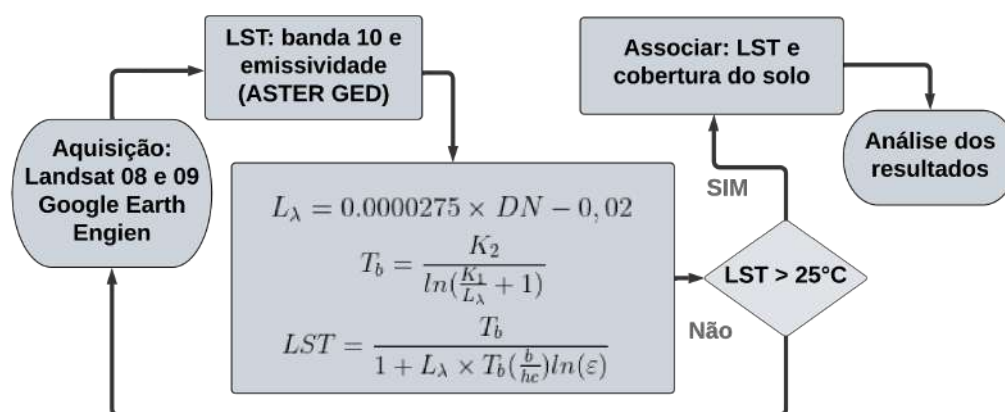 Aquisição:
Landsat 08 e 09
Google Earth
Engien
LST: banda 10 e
emissividade
(ASTER GED)
L_λ = 0.0000275 × DN − 0,02
T_b = K_2 / ln(K_1/L_λ + 1)
LST = T_b / 1 + L_λ × T_b(b/hc)ln(ε)
LST > 25°C
SIM
Não
Associar: LST e
cobertura do solo
Análise dos
resultados